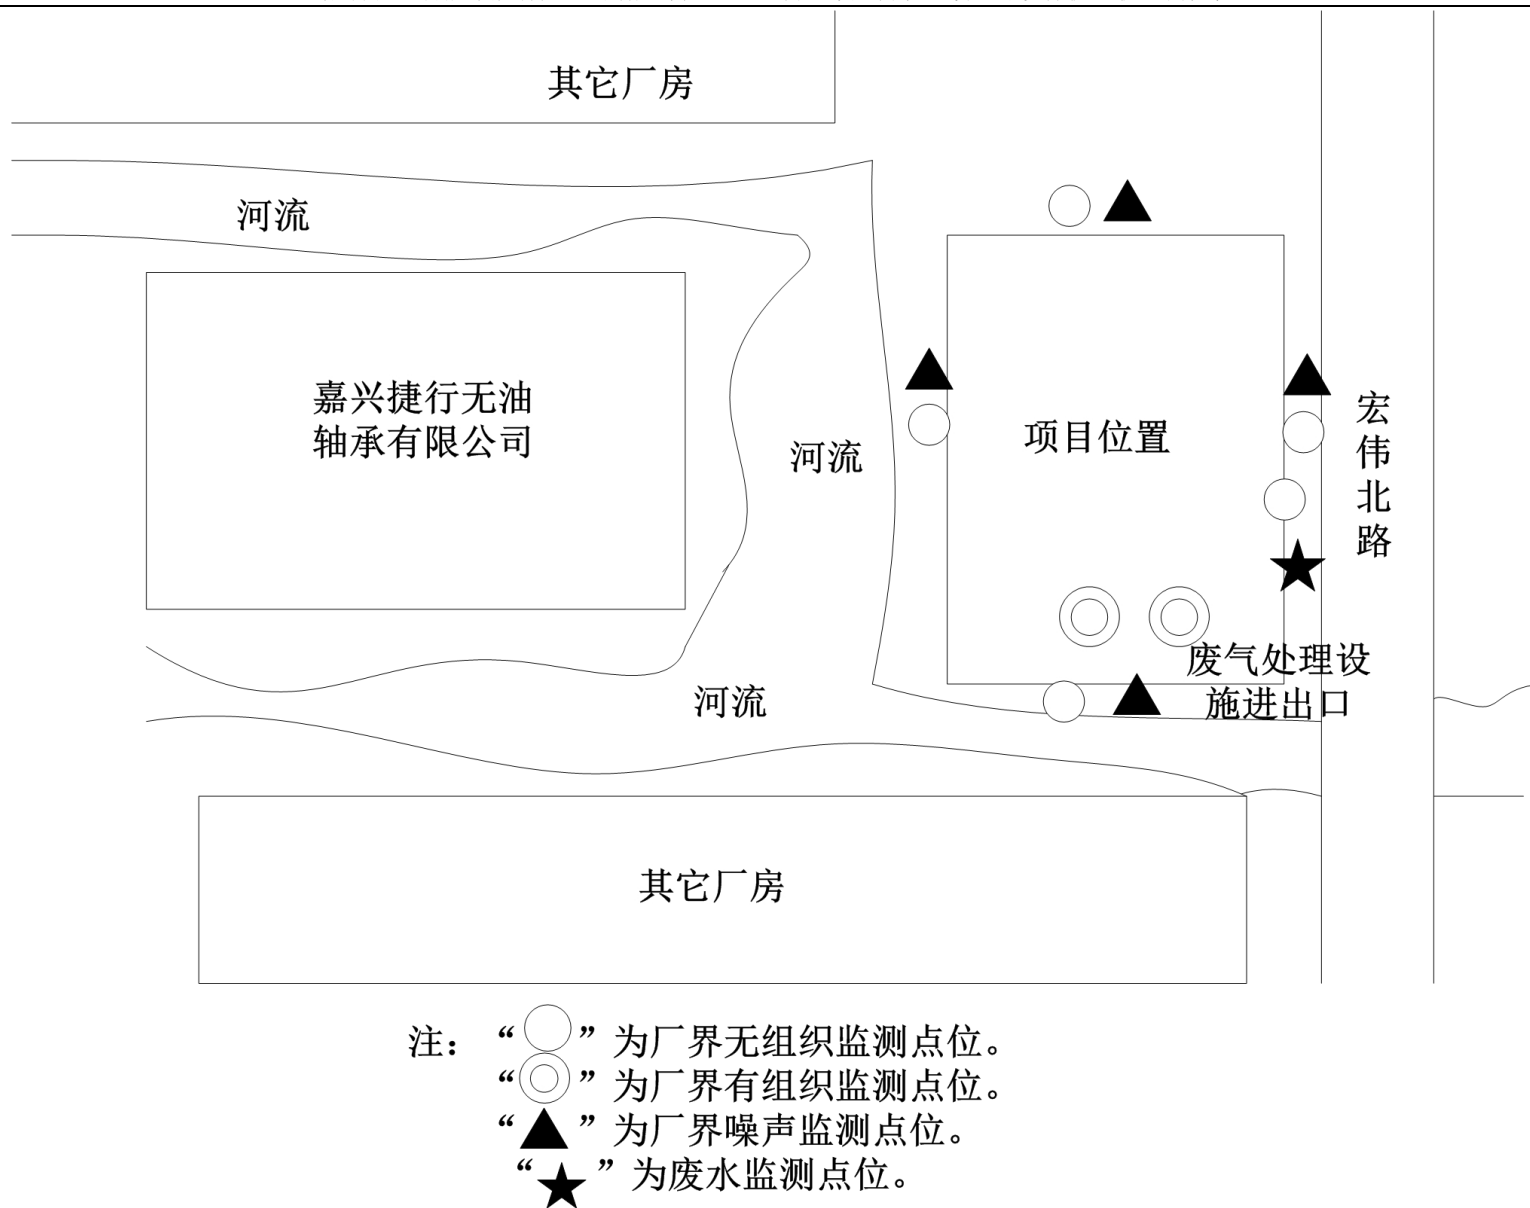 其它厂房
河流
嘉兴捷行无油
轴承有限公司
河流
项目位置
宏伟北路
废气处理设
施进出口
河流
其它厂房
注：“○”为厂界无组织监测点位。
“◎”为厂界有组织监测点位。
“▲”为厂界噪声监测点位。
“★”为废水监测点位。